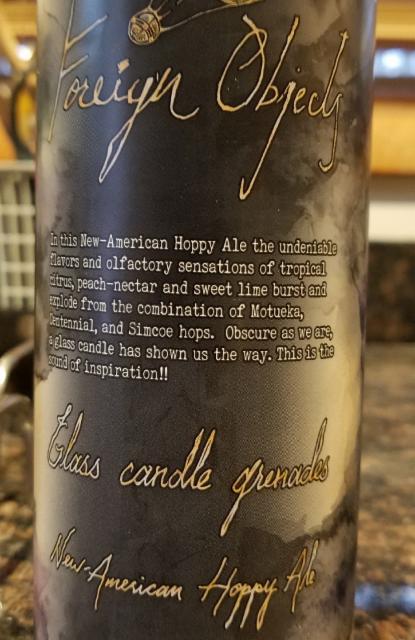 Foreign Objects
In this New-American Hoppy Ale the undeniable
flavors and olfactory sensations of tropical
citrus, peach-nectar and sweet lime burst and
explode from the combination of Motueka,
Centennial, and Simcoe hops. Obscure as we are,
a glass candle has shown us the way. This is the
sound of inspiration!!
Glass candle grenades
New-American Hoppy Ale